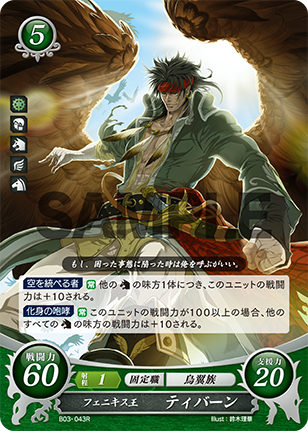 5
SAMPLE
もし、困った事態に陥った時は俺を呼ぶがいい。
空を統べる者 常 他の の味方1体につき、このユニットの戦闘
力は+10される。
化身の咆哮 常 このユニットの戦闘力が100以上の場合、他の
すべての の味方の戦闘力は+10される。
戦闘力
60
射程 1 固定職 鳥翼族
支援力
20
フェニキス王 ティバーン
B03-043R Illust:鈴木理華